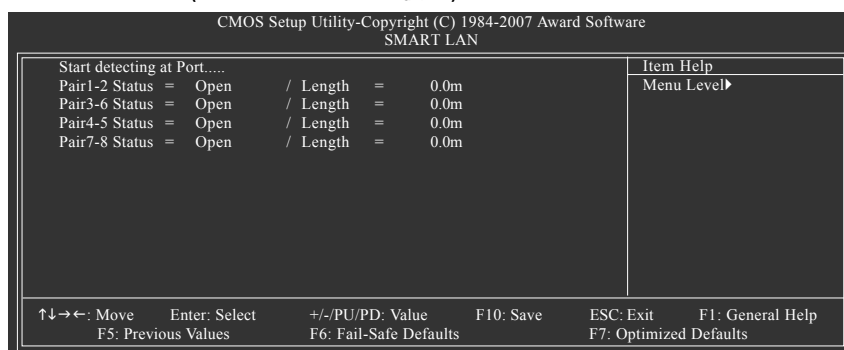 CMOS Setup Utility-Copyright (C) 1984-2007 Award Software
SMART LAN
Start detecting at Port.....
Pair1-2 Status = Open / Length = 0.0m
Pair3-6 Status = Open / Length = 0.0m
Pair4-5 Status = Open / Length = 0.0m
Pair7-8 Status = Open / Length = 0.0m
Item Help
Menu Level▶
↑↓→←: Move Enter: Select +/-/PU/PD: Value F10: Save ESC: Exit F1: General Help
F5: Previous Values F6: Fail-Safe Defaults F7: Optimized Defaults